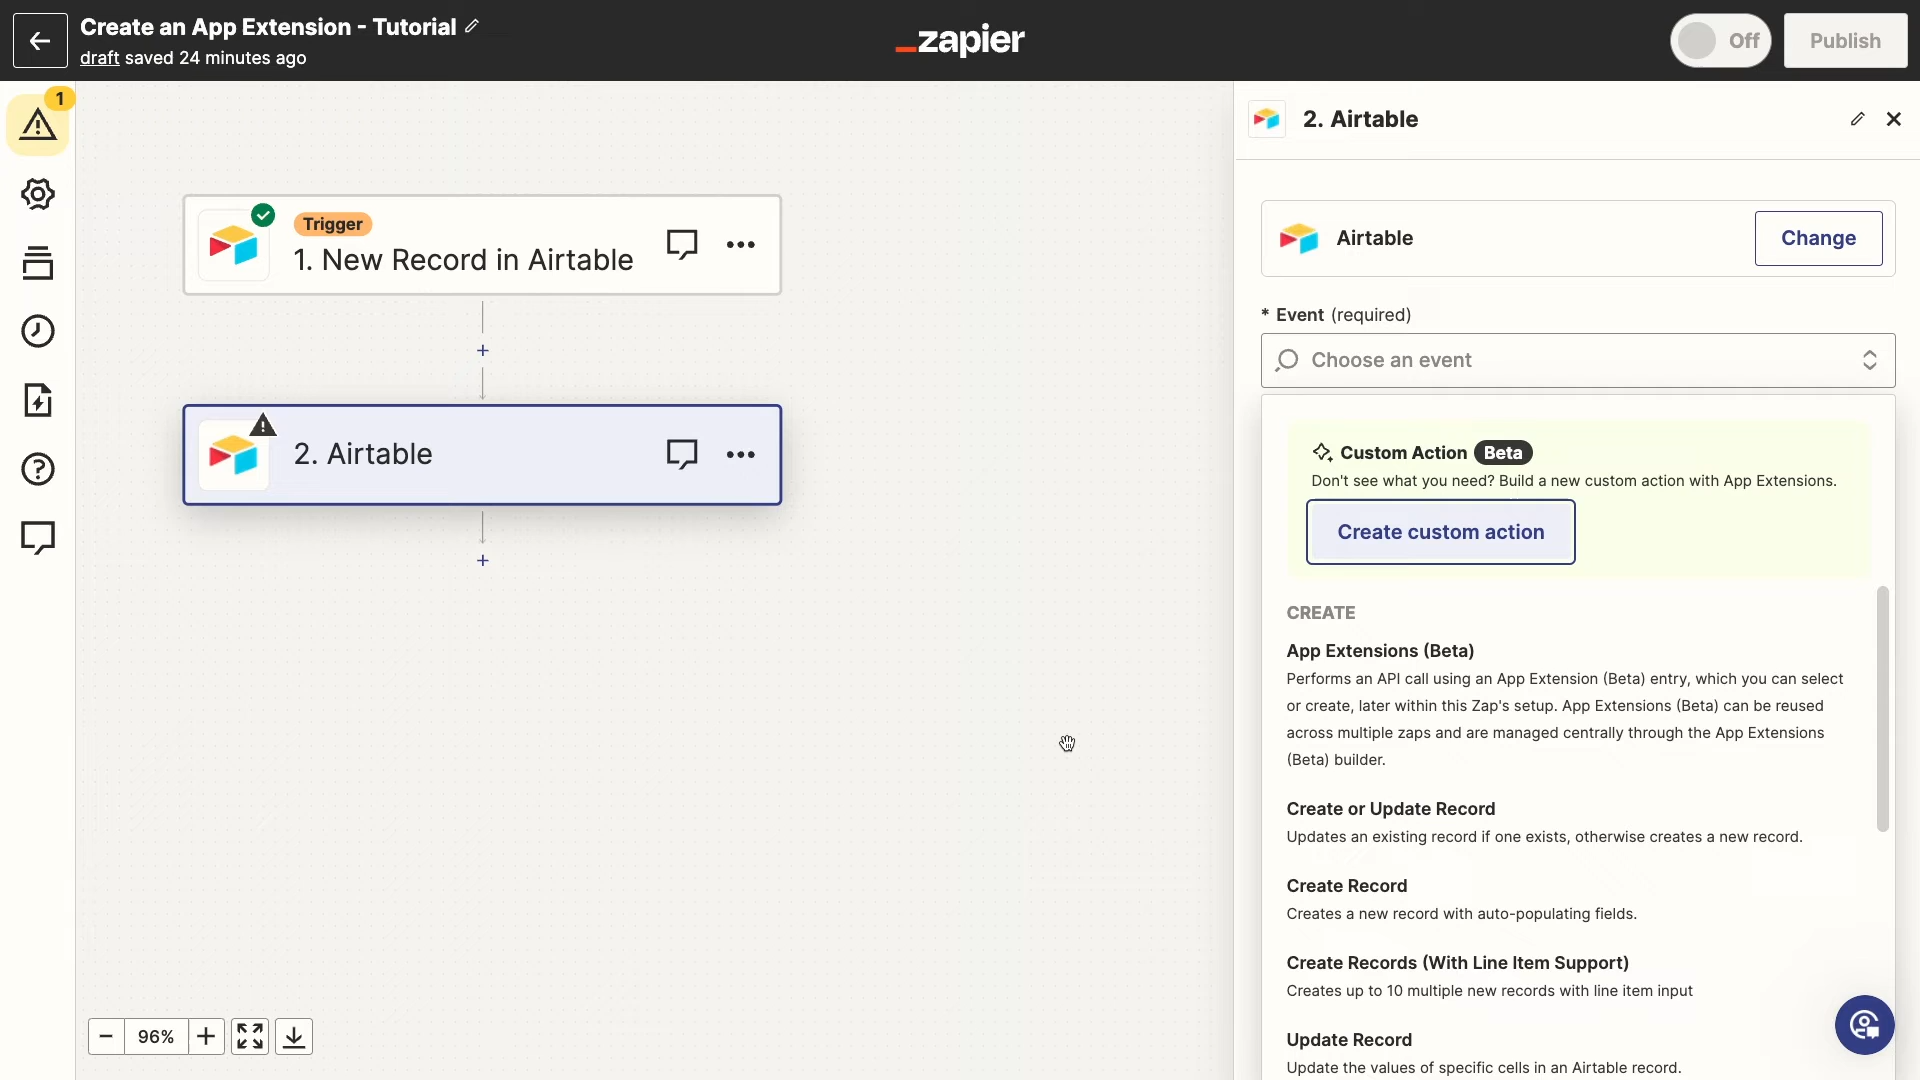 Create an App Extension - Tutorial
draft saved 24 minutes ago
_zapier
Off
Publish
1
Trigger
1. New Record in Airtable
2. Airtable
96%
2. Airtable
Airtable
Change
* Event (required)
Choose an event
Custom Action Beta
Don't see what you need? Build a new custom action with App Extensions.
Create custom action
CREATE
App Extensions (Beta)
Performs an API call using an App Extension (Beta) entry, which you can select
or create, later within this Zap's setup. App Extensions (Beta) can be reused
across multiple zaps and are managed centrally through the App Extensions
(Beta) builder.
Create or Update Record
Updates an existing record if one exists, otherwise creates a new record.
Create Record
Creates a new record with auto-populating fields.
Create Records (With Line Item Support)
Creates up to 10 multiple new records with line item input
Update Record
Update the values of specific cells in an Airtable record.